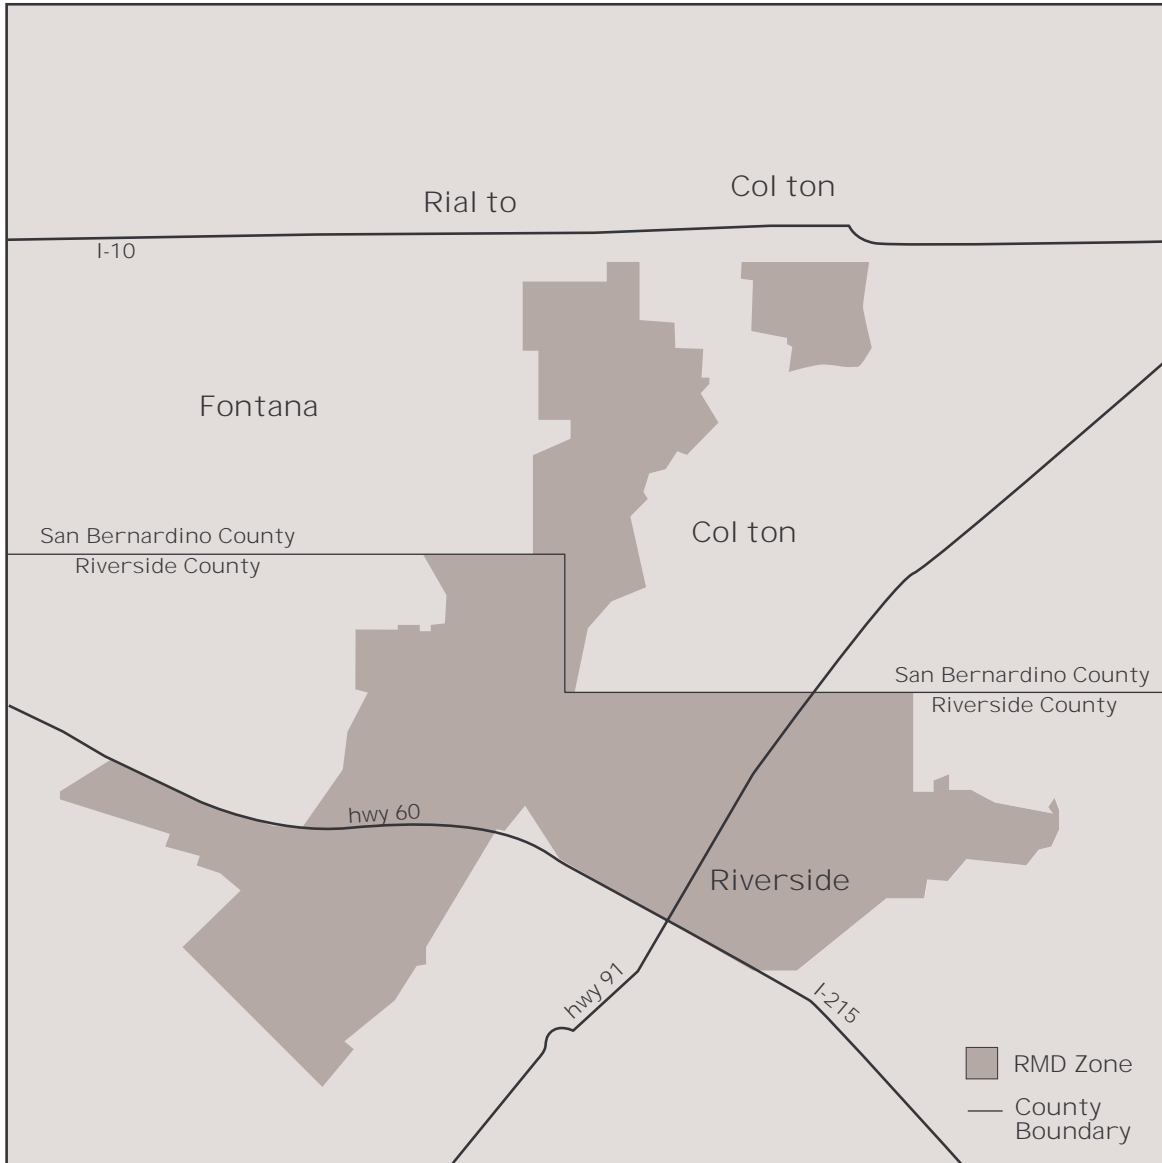 Col ton
Rial to
I-10
Fontana
Col ton
San Bernardino County
Riverside County
San Bernardino County
Riverside County
hwy 60
Riverside
hwy 91
I-215
RMD Zone
County
Boundary